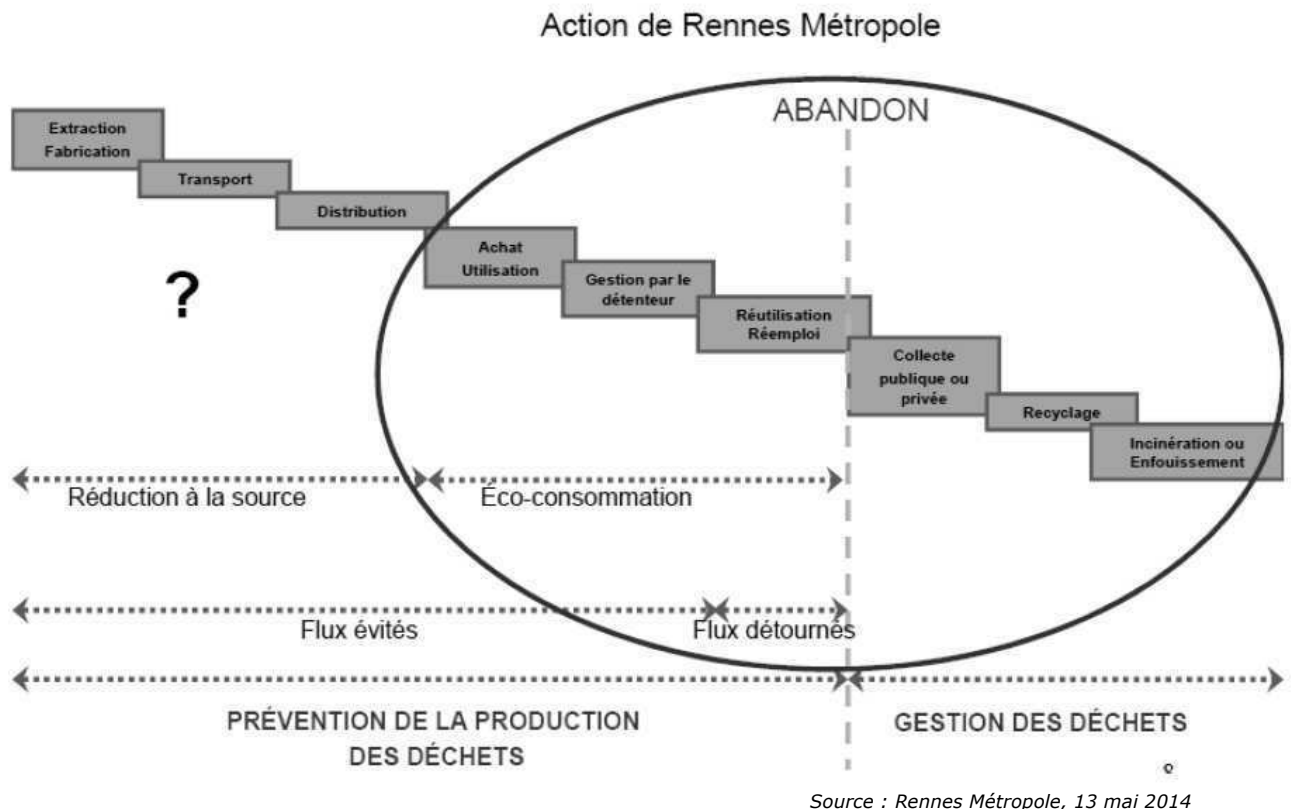 Action de Rennes Métropole
ABANDON
Extraction
Fabrication
Transport
Distribution
Achat
Utilisation
Gestion par le
détenteur
Réutilisation
Réemploi
Collecte
publique ou
privée
Recyclage
Incinération ou
Enfouissement
?
Réduction à la source
Éco-consommation
Flux évités
Flux détournés
PRÉVENTION DE LA PRODUCTION
DES DÉCHETS
GESTION DES DÉCHETS
Source : Rennes Métropole, 13 mai 2014